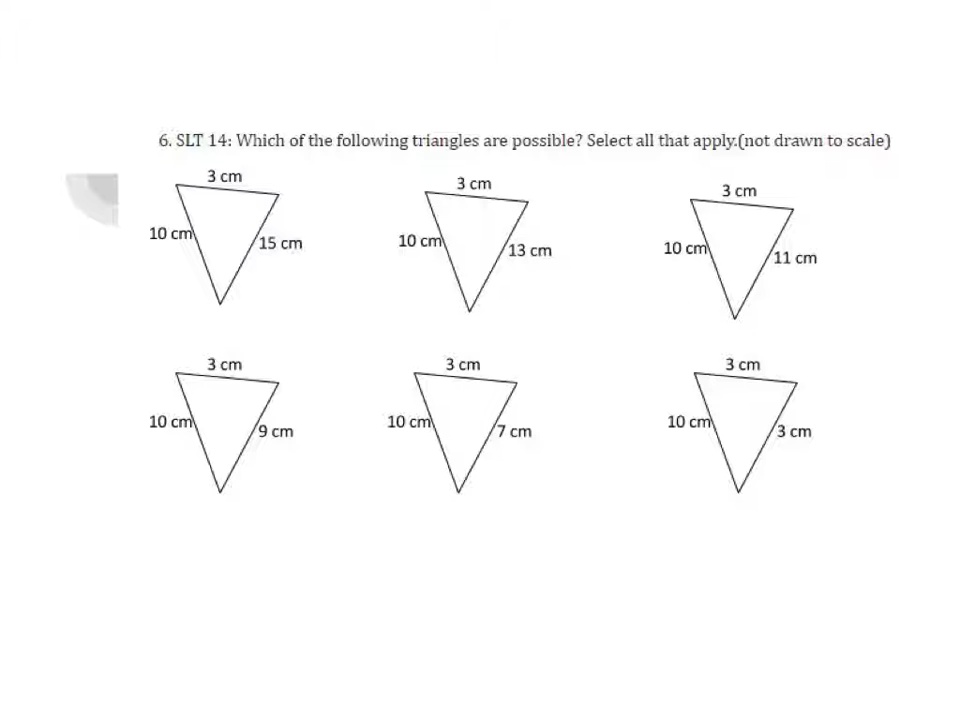 6. SLT 14: Which of the following triangles are possible? Select all that apply.(not drawn to scale)
3 cm
10 cm
15 cm
3 cm
10 cm
13 cm
3 cm
10 cm
11 cm
3 cm
10 cm
9 cm
3 cm
10 cm
7 cm
3 cm
10 cm
3 cm